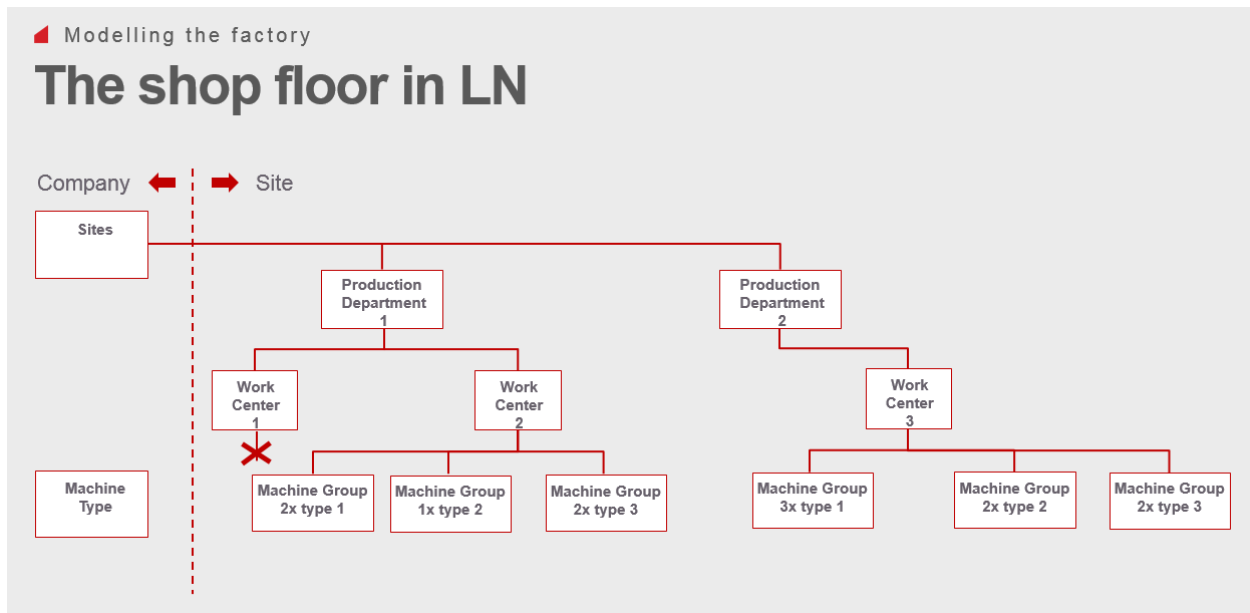 Modelling the factory
The shop floor in LN
Company
Site
Sites
Production
Department
1
Production
Department
2
Work
Center
1
Work
Center
2
Work
Center
3
Machine
Type
Machine Group
2x type 1
Machine Group
1x type 2
Machine Group
2x type 3
Machine Group
3x type 1
Machine Group
2x type 2
Machine Group
2x type 3